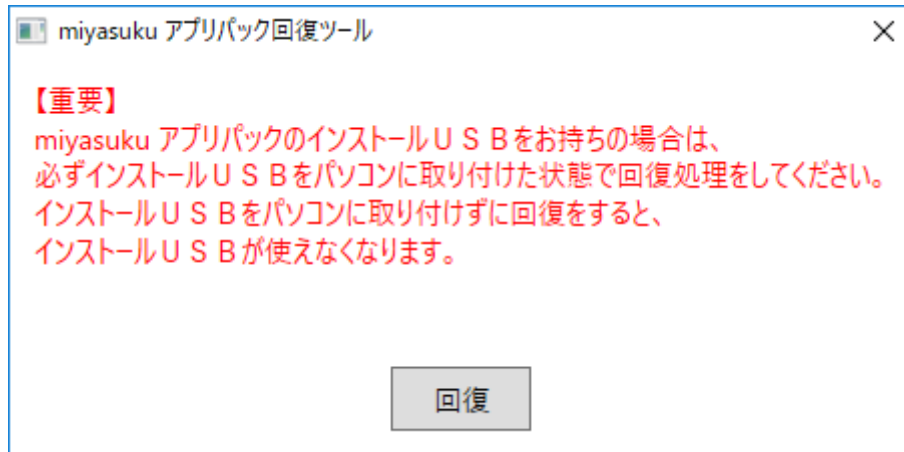 miyasuku アプリパック回復ツール
【重要】
miyasuku アプリパックのインストールＵＳＢをお持ちの場合は、
必ずインストールＵＳＢをパソコンに取り付けた状態で回復処理をしてください。
インストールＵＳＢをパソコンに取り付けずに回復をすると、
インストールＵＳＢが使えなくなります。
回復